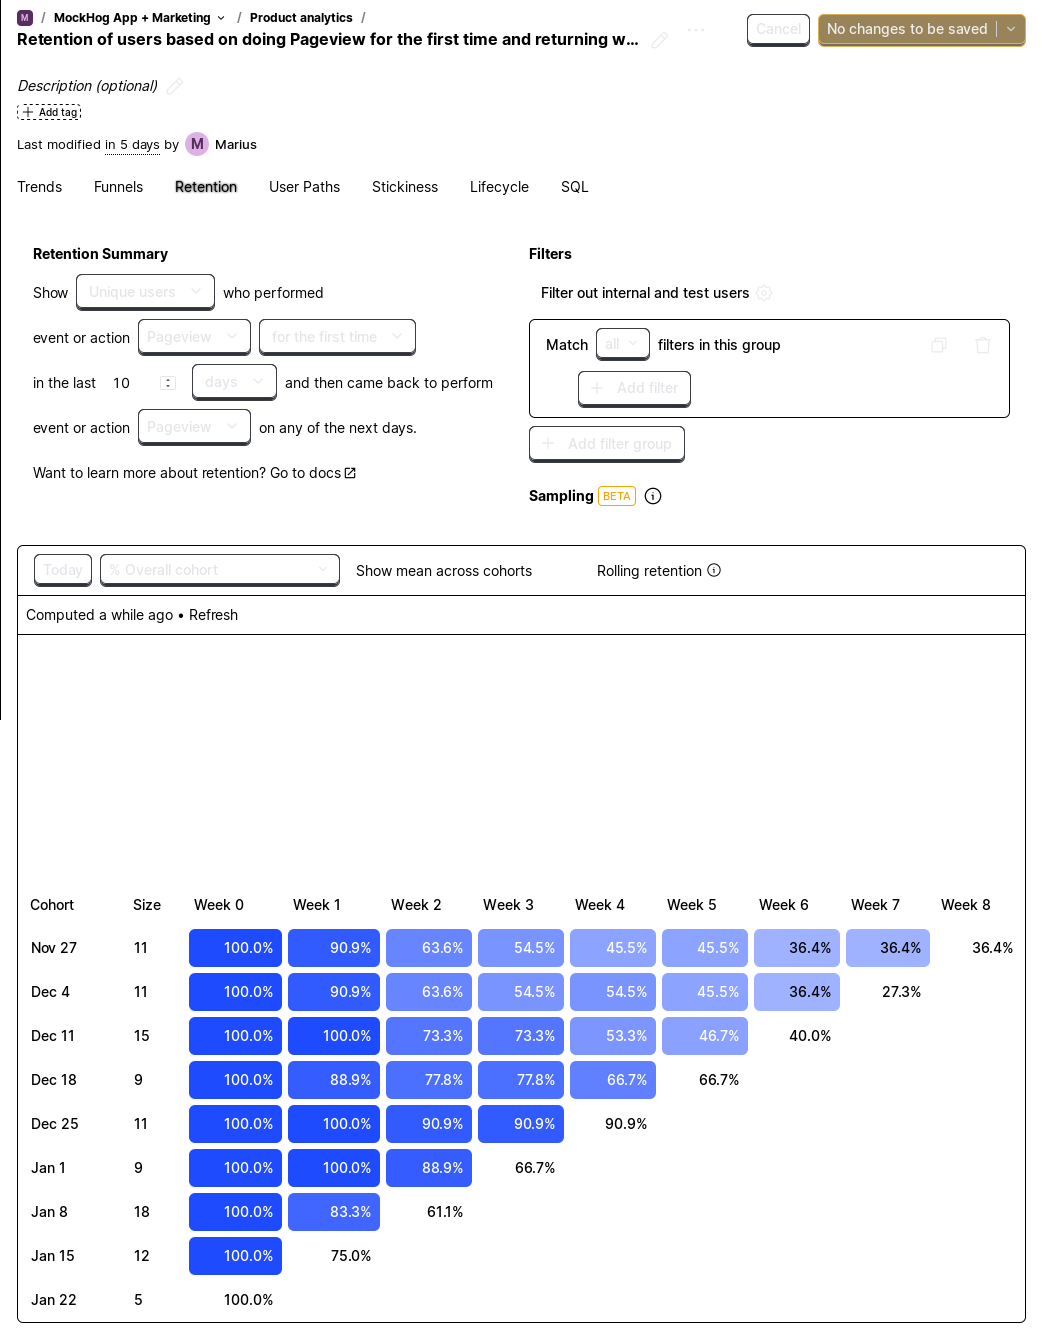 M / MockHog App + Marketing / Product analytics /
Retention of users based on doing Pageview for the first time and returning w...
Cancel
No changes to be saved
Description (optional)
Add tag
Last modified in 5 days by M Marius
Trends Funnels Retention User Paths Stickiness Lifecycle SQL
Retention Summary
Show Unique users who performed
event or action Pageview for the first time
in the last 10 days and then came back to perform
event or action Pageview on any of the next days.
Want to learn more about retention? Go to docs
Filters
Filter out internal and test users
Match all filters in this group
Add filter
Add filter group
Sampling BETA
Today % Overall cohort Show mean across cohorts Rolling retention
Computed a while ago • Refresh
Cohort Size Week 0 Week 1 Week 2 Week 3 Week 4 Week 5 Week 6 Week 7 Week 8
Nov 27 11 100.0% 90.9% 63.6% 54.5% 45.5% 45.5% 36.4% 36.4% 36.4%
Dec 4 11 100.0% 90.9% 63.6% 54.5% 54.5% 45.5% 36.4% 27.3%
Dec 11 15 100.0% 100.0% 73.3% 73.3% 53.3% 46.7% 40.0%
Dec 18 9 100.0% 88.9% 77.8% 77.8% 66.7% 66.7%
Dec 25 11 100.0% 100.0% 90.9% 90.9% 90.9%
Jan 1 9 100.0% 100.0% 88.9% 66.7%
Jan 8 18 100.0% 83.3% 61.1%
Jan 15 12 100.0% 75.0%
Jan 22 5 100.0%